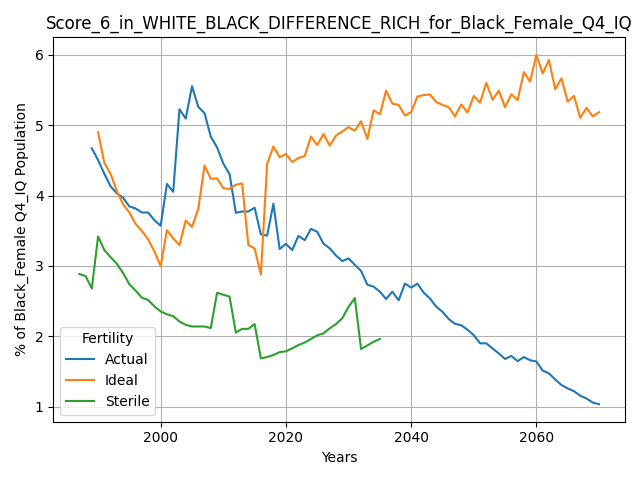 Score_6_in_WHITE_BLACK_DIFFERENCE_RICH_for_Black_Female_Q4_IQ
% of Black_Female Q4_IQ Population
6
5
4
3
2
1
Fertility
Actual
Ideal
Sterile
2000
2020
2040
2060
Years